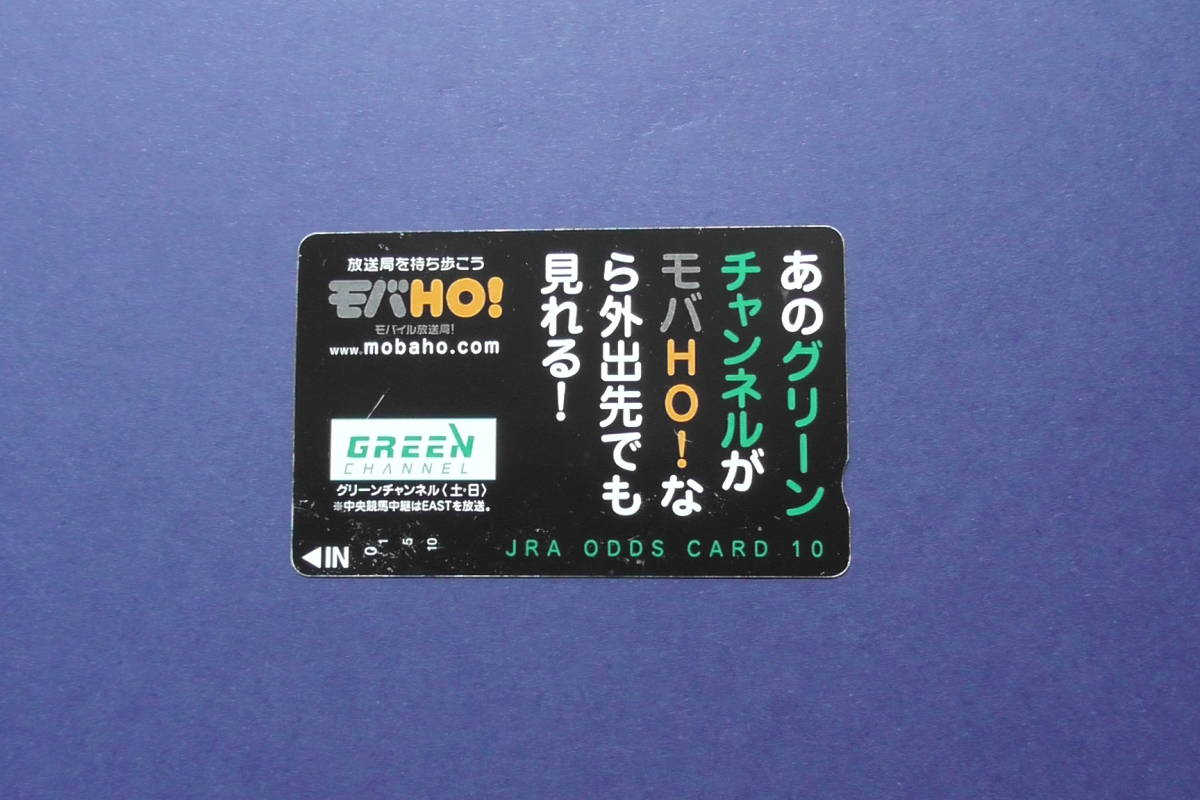 放送局を持ち歩こう
モバHO!
モバイル放送局!
www.mobaho.com
GREEN
CHANNEL
グリーンチャンネル〈土・日〉
※中央競馬中継はEASTを放送。
あのグリーン
チャンネルが
モバHO!な
ら外出先でも
見れる!
◀IN
0 1 5 10
JRA ODDS CARD 10